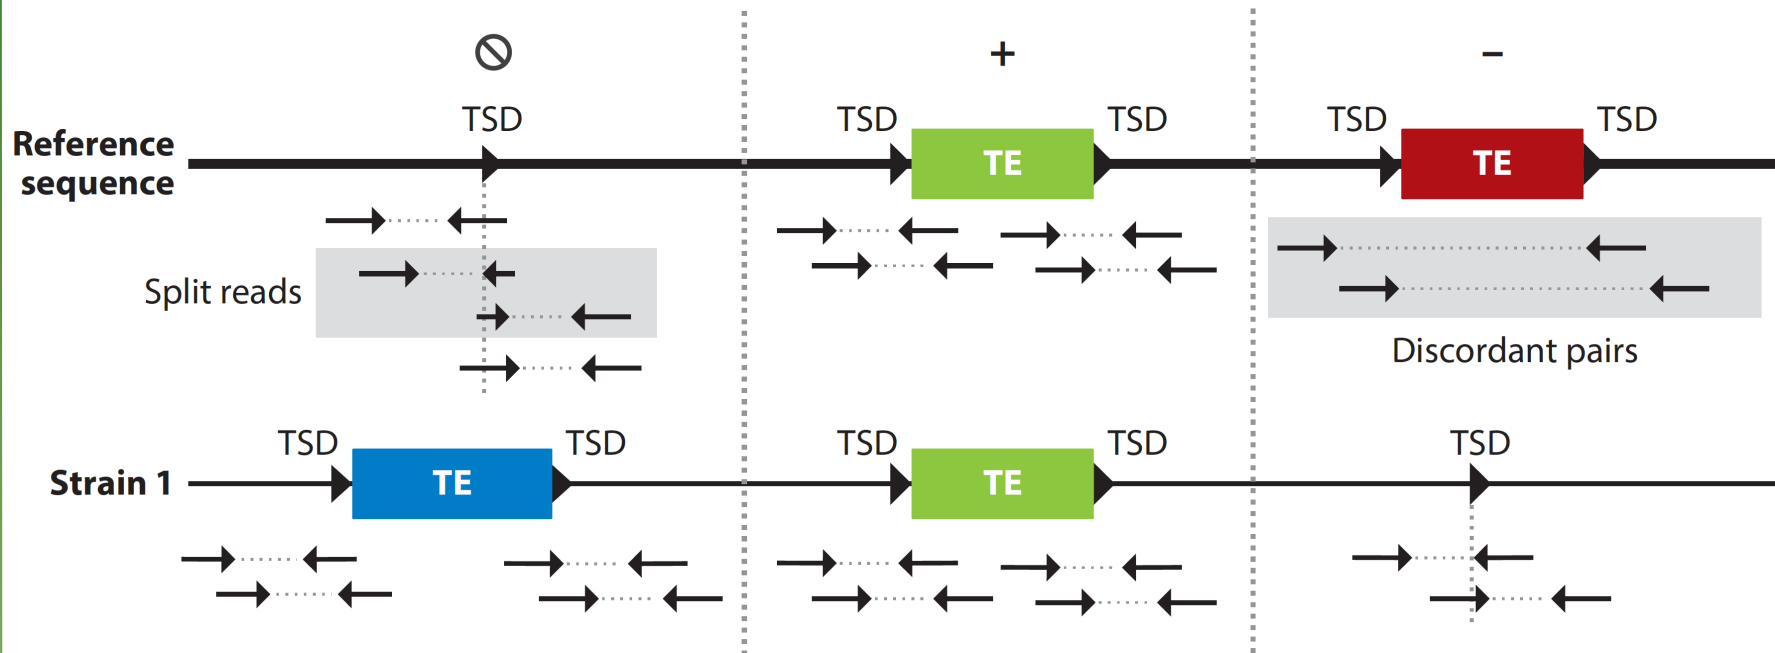 +
–
TSD
TSD
TSD
TSD
TSD
Reference
sequence
TE
TE
Split reads
Discordant pairs
TSD
TSD
TSD
TSD
TSD
Strain 1
TE
TE